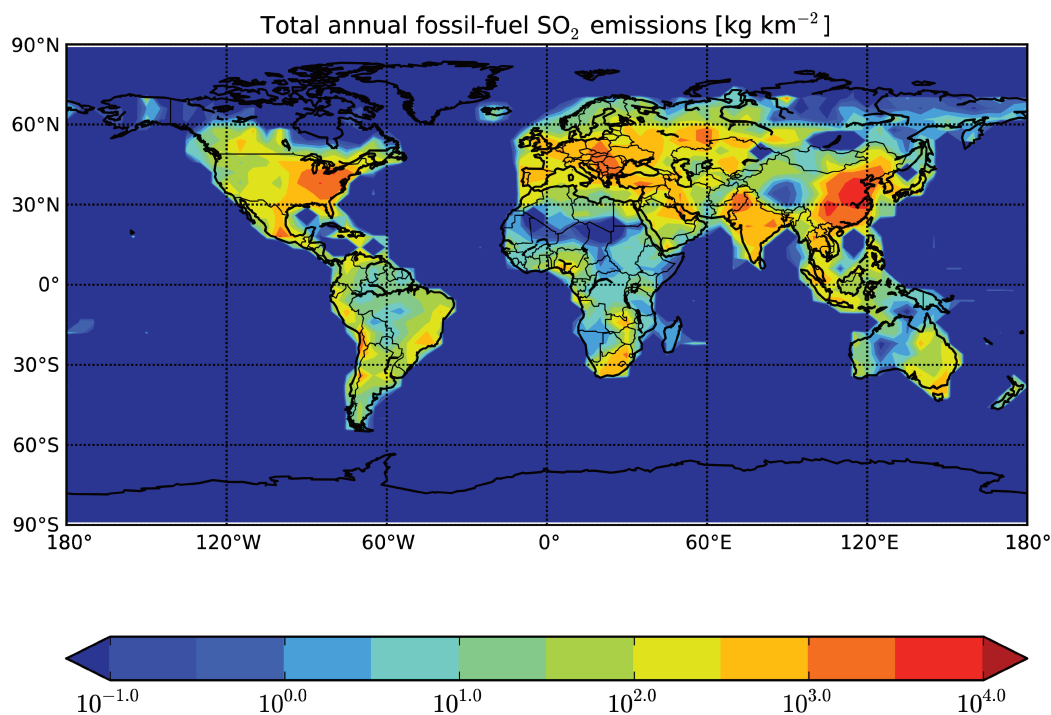 Total annual fossil-fuel SO₂ emissions [kg km⁻²]
90°N
60°N
30°N
0°
30°S
60°S
90°S
180° 120°W 60°W 0° 60°E 120°E 180°
10⁻¹·⁰ 10⁰·⁰ 10¹·⁰ 10²·⁰ 10³·⁰ 10⁴·⁰